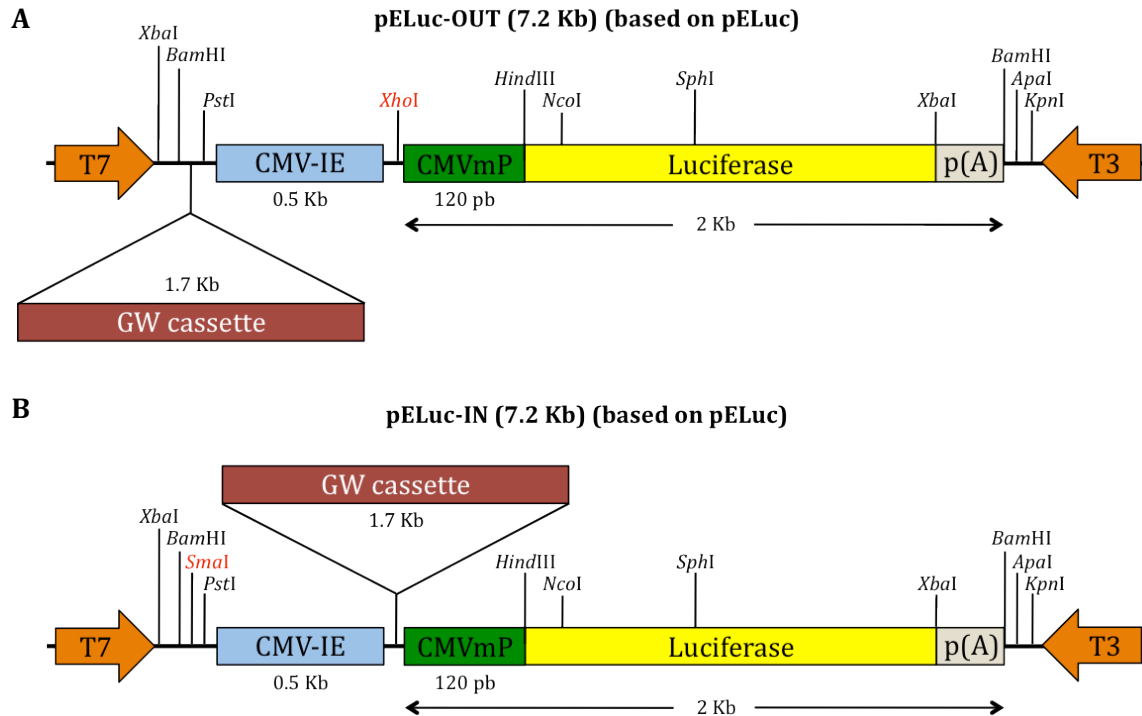 A
pELuc-OUT (7.2 Kb) (based on pELuc)
XbaI
BamHI
PstI
XhoI
HindIII
NcoI
SphI
XbaI
BamHI
ApaI
KpnI
T7
CMV-IE
CMVmP
Luciferase
p(A)
T3
0.5 Kb
120 pb
2 Kb
1.7 Kb
GW cassette
B
pELuc-IN (7.2 Kb) (based on pELuc)
GW cassette
1.7 Kb
XbaI
BamHI
SmaI
PstI
HindIII
NcoI
SphI
XbaI
BamHI
ApaI
KpnI
T7
CMV-IE
CMVmP
Luciferase
p(A)
T3
0.5 Kb
120 pb
2 Kb